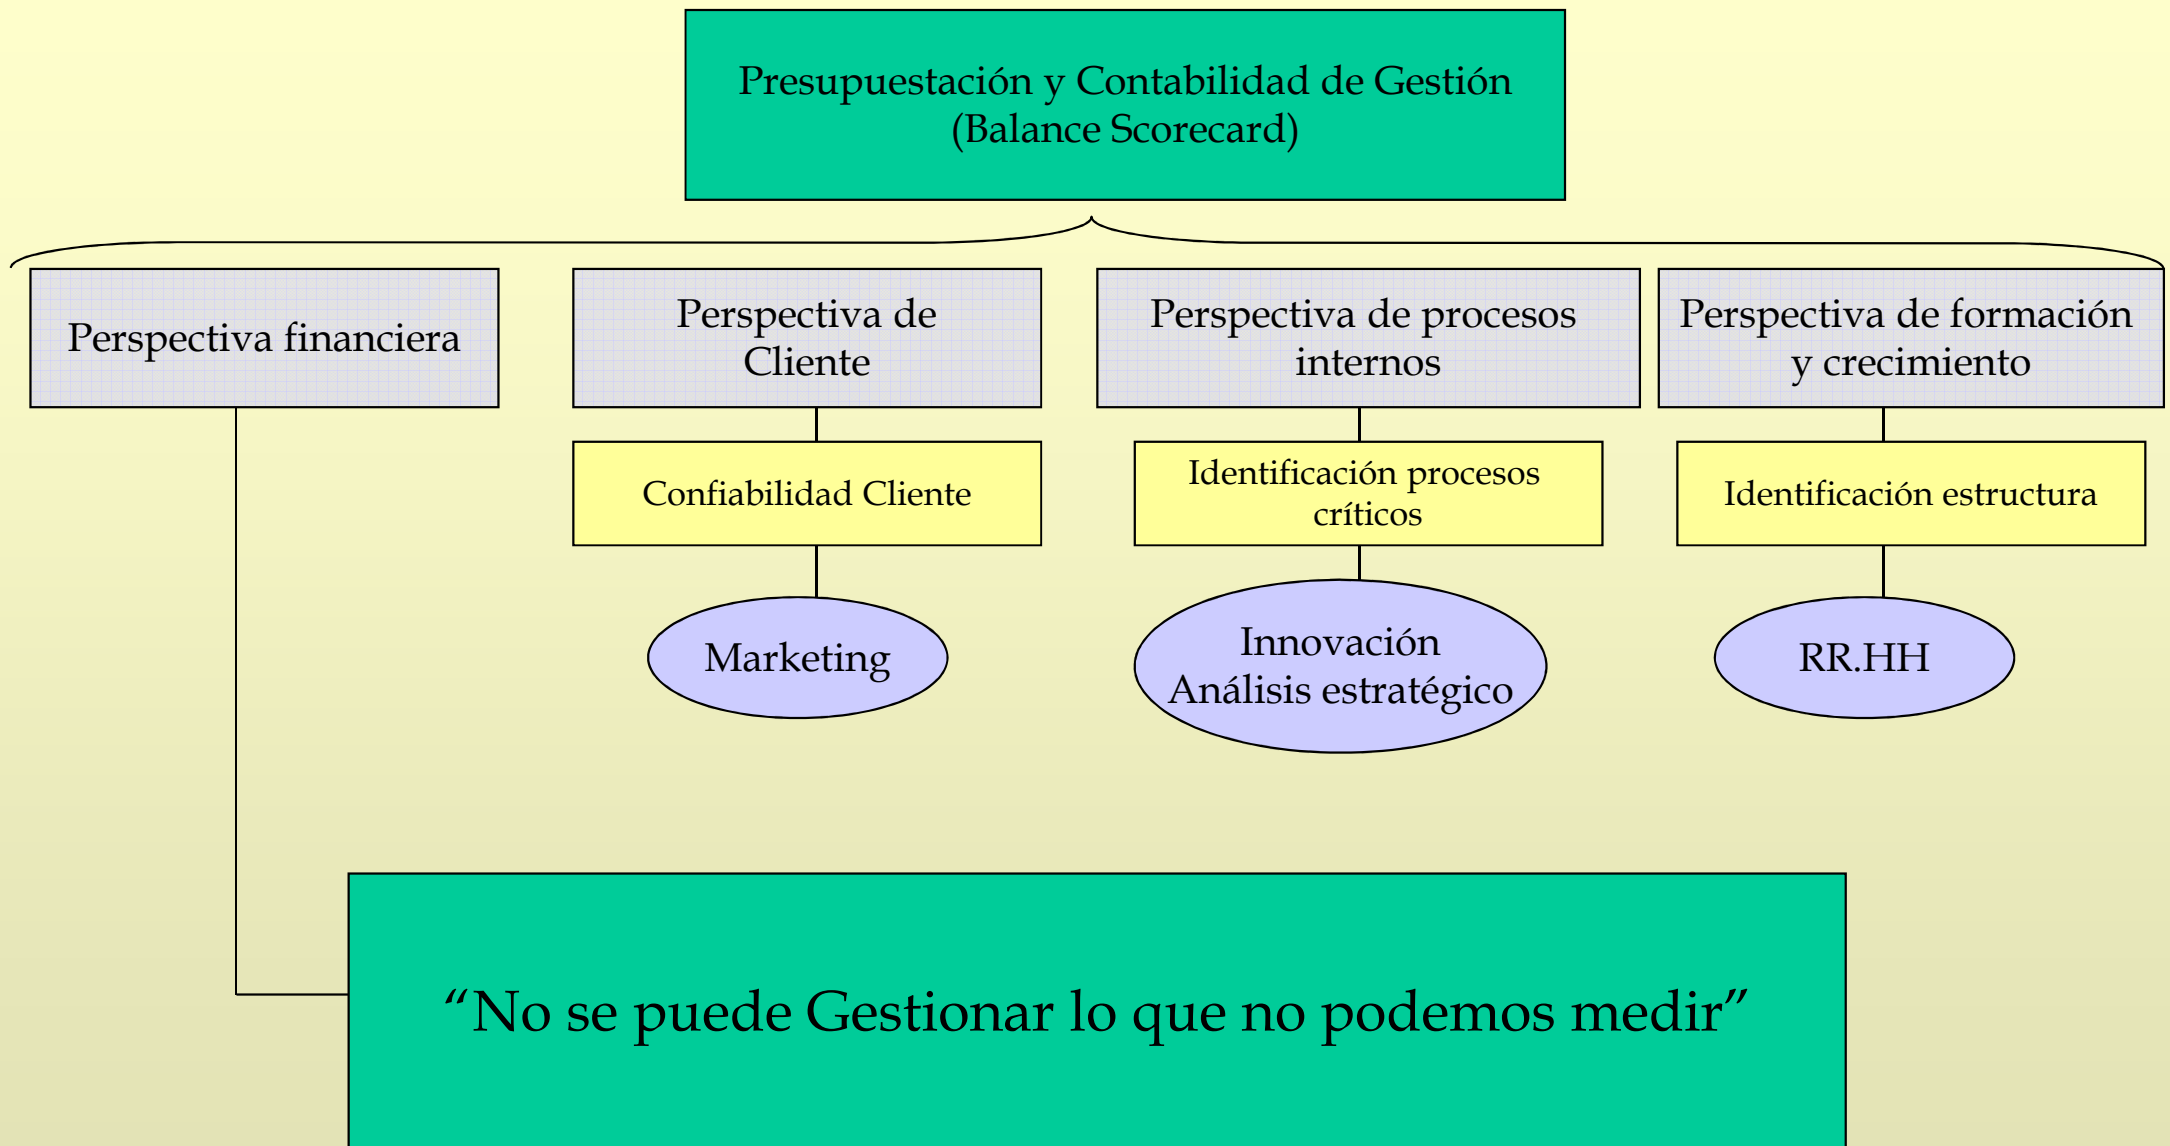 Presupuestación y Contabilidad de Gestión
(Balance Scorecard)
Perspectiva financiera
Perspectiva de
Cliente
Perspectiva de procesos
internos
Perspectiva de formación
y crecimiento
Confiabilidad Cliente
Identificación procesos
críticos
Identificación estructura
Marketing
Innovación
Análisis estratégico
RR.HH
“No se puede Gestionar lo que no podemos medir”